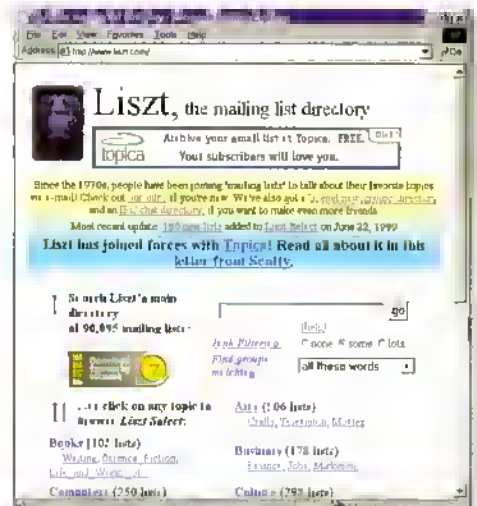 File Edit View Favorites Tools Help
Address http://www.liszt.com/
Liszt, the mailing list directory
topica
Archive your email list at Topica. FREE.
Your subscribers will love you.
Since the 1970s, people have been joining 'mailing lists' to talk about their favorite topics
via e-mail! Check out our intro, if you're new. We've also got a
and an IRC chat directory, if you want to make even more friends
Most recent update: 150 new lists added to Liszt Select on June 22, 1999
Liszt has joined forces with Topica! Read all about it in this
letter from Scotty.
I Search Liszt's main
directory
of 90,095 mailing lists:
go
[help]
Junk Filtering none some lots
Find groups
matching
all these words
II ...or click on any topic to
browse Liszt Select:
Arts (206 lists)
Crafts, Television, Movies
Books (102 lists)
Writing, Science Fiction,
Business (178 lists)
Finance, Jobs, Marketing
Computers (250 lists)
Culture (298 lists)